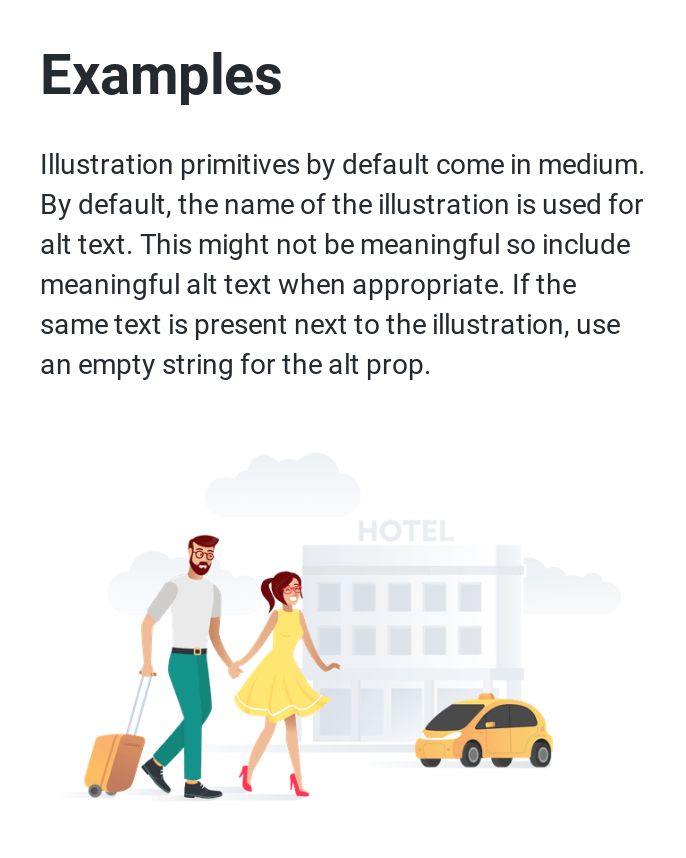 Examples
Illustration primitives by default come in medium.
By default, the name of the illustration is used for
alt text. This might not be meaningful so include
meaningful alt text when appropriate. If the
same text is present next to the illustration, use
an empty string for the alt prop.
HOTEL